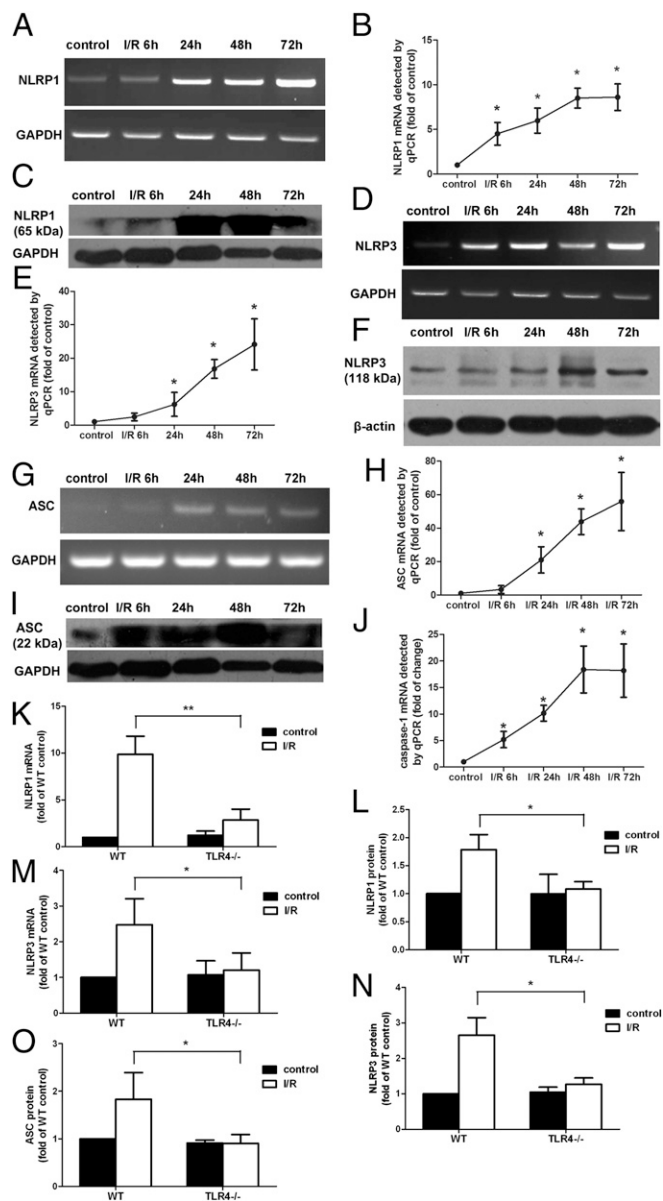 A
control I/R 6h 24h 48h 72h
NLRP1
GAPDH
B
NLRP1 mRNA detected by
qPCR (fold of control)
15
10
5
0
* * * *
control I/R 6h 24h 48h 72h
C
control I/R 6h 24h 48h 72h
NLRP1
(65 kDa)
GAPDH
D
control I/R 6h 24h 48h 72h
NLRP3
GAPDH
E
NLRP3 mRNA detected by
qPCR (fold of control)
40
30
20
10
0
* * *
control I/R 6h 24h 48h 72h
F
control I/R 6h 24h 48h 72h
NLRP3
(118 kDa)
β-actin
G
control I/R 6h 24h 48h 72h
ASC
GAPDH
H
ASC mRNA detected by
qPCR (fold of control)
80
60
40
20
0
* * *
control I/R 6h I/R 24h I/R 48h I/R 72h
I
control I/R 6h 24h 48h 72h
ASC
(22 kDa)
GAPDH
J
caspase-1 mRNA detected
by qPCR (fold of change)
25
20
15
10
5
0
* * * *
control I/R 6h I/R 24h I/R 48h I/R 72h
K
NLRP1 mRNA
(fold of WT control)
15
10
5
0
**
control
I/R
WT TLR4-/-
L
NLRP1 protein
(fold of WT control)
2.5
2.0
1.5
1.0
0.5
0.0
*
control
I/R
WT TLR4-/-
M
NLRP3 mRNA
(fold of WT control)
4
3
2
1
0
*
control
I/R
WT TLR4-/-
N
NLRP3 protein
(fold of WT control)
4
3
2
1
0
*
control
I/R
WT TLR4-/-
O
ASC protein
(fold of WT control)
3
2
1
0
*
control
I/R
WT TLR4-/-